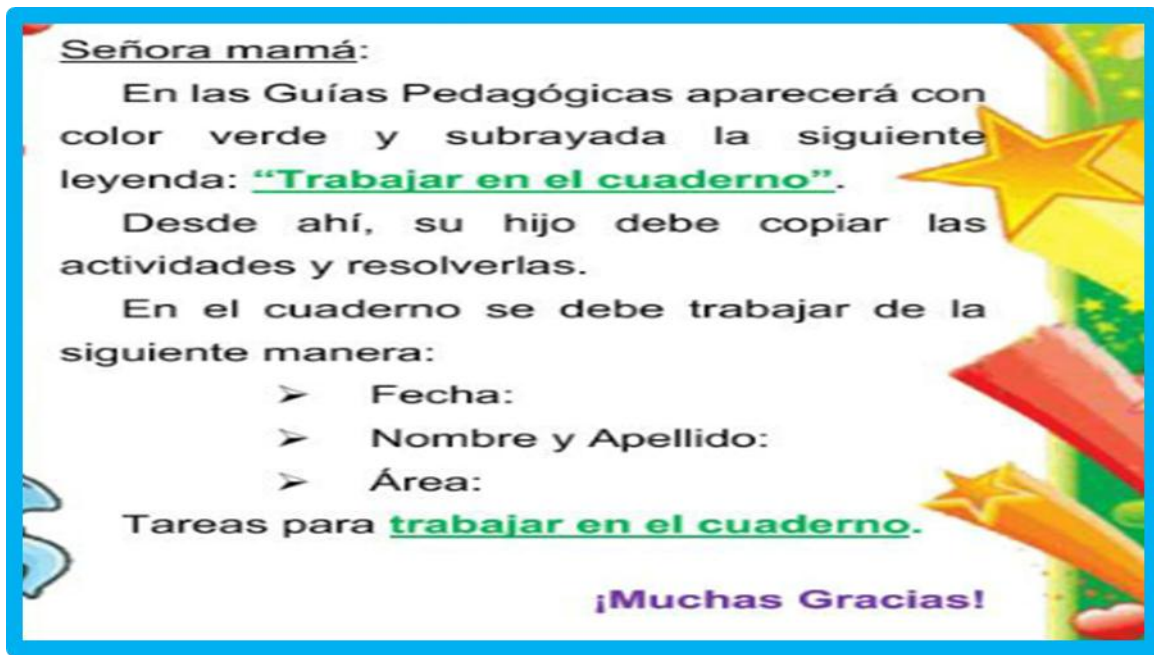 Señora mamá:
En las Guías Pedagógicas aparecerá con
color verde y subrayada la siguiente
leyenda: “Trabajar en el cuaderno”.
Desde ahí, su hijo debe copiar las
actividades y resolverlas.
En el cuaderno se debe trabajar de la
siguiente manera:
➢ Fecha:
➢ Nombre y Apellido:
➢ Área:
Tareas para trabajar en el cuaderno.
¡Muchas Gracias!